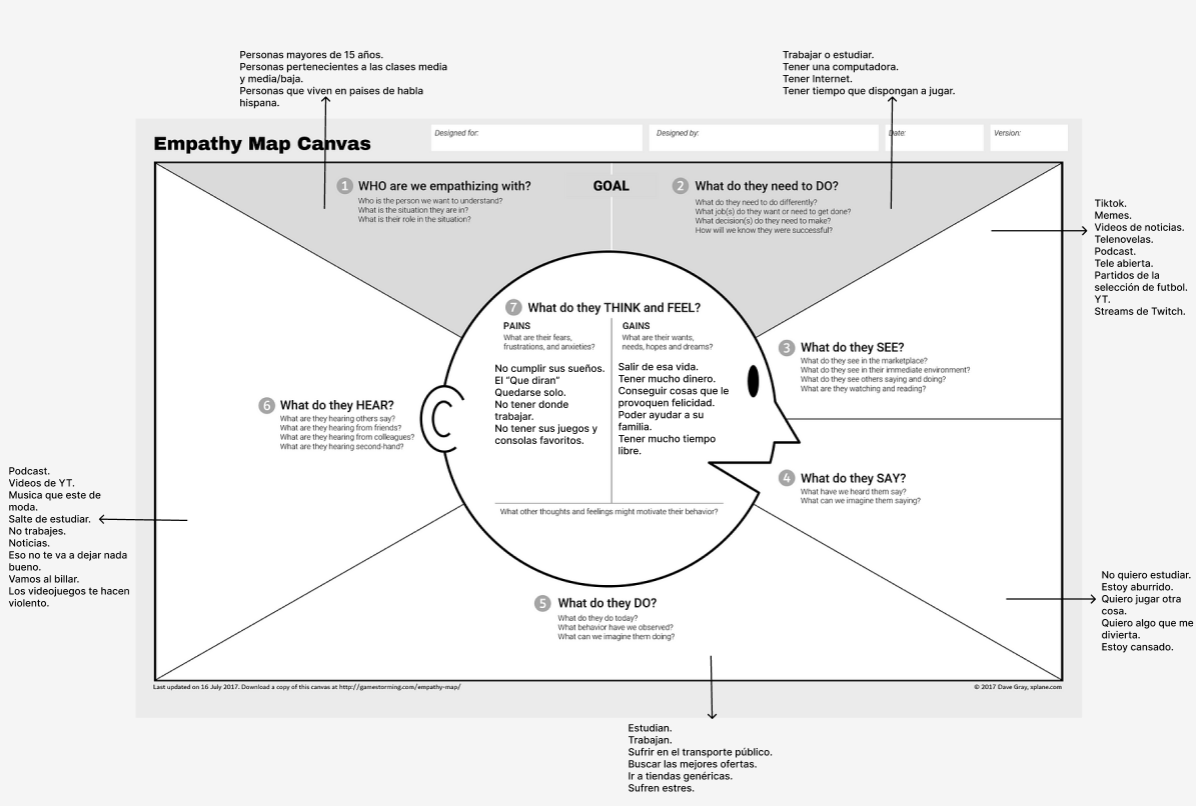 Personas mayores de 15 años.
Personas pertenecientes a las clases media
y media/baja.
Personas que viven en paises de habla
hispana.
Trabajar o estudiar.
Tener una computadora.
Tener Internet.
Tener tiempo que dispongan a jugar.
Empathy Map Canvas
Designed for:
Designed by:
Date:
Version:
1 WHO are we empathizing with?
Who is the person we want to understand?
What is the situation they are in?
What is their role in the situation?
GOAL
2 What do they need to DO?
What do they need to do differently?
What job(s) do they want or need to get done?
What decision(s) do they need to make?
How will we know they were successful?
Tiktok.
Memes.
Videos de noticias.
Telenovelas.
Podcast.
Tele abierta.
Partidos de la
selección de futbol.
YT.
Streams de Twitch.
7 What do they THINK and FEEL?
PAINS
What are their fears,
frustrations, and anxieties?
No cumplir sus sueños.
El "Que diran"
Quedarse solo.
No tener donde
trabajar.
No tener sus juegos y
consolas favoritos.
GAINS
What are their wants,
needs, hopes and dreams?
Salir de esa vida.
Tener mucho dinero.
Conseguir cosas que le
provoquen felicidad.
Poder ayudar a su
familia.
Tener mucho tiempo
libre.
What other thoughts and feelings might motivate their behavior?
3 What do they SEE?
What do they see in the marketplace?
What do they see in their immediate environment?
What do they see others saying and doing?
What are they watching and reading?
6 What do they HEAR?
What are they hearing others say?
What are they hearing from friends?
What are they hearing from colleagues?
What are they hearing second-hand?
4 What do they SAY?
What have we heard them say?
What can we imagine them saying?
Podcast.
Videos de YT.
Musica que este de
moda.
Salte de estudiar.
No trabajes.
Noticias.
Eso no te va a dejar nada
bueno.
Vamos al billar.
Los videojuegos te hacen
violento.
No quiero estudiar.
Estoy aburrido.
Quiero jugar otra
cosa.
Quiero algo que me
divierta.
Estoy cansado.
5 What do they DO?
What do they do today?
What behavior have we observed?
What can we imagine them doing?
Last updated on 16 July 2017. Download a copy of this canvas at http://gamestorming.com/empathy-map/
© 2017 Dave Gray, xplane.com
Estudian.
Trabajan.
Sufrir en el transporte público.
Buscar las mejores ofertas.
Ir a tiendas genéricas.
Sufren estres.